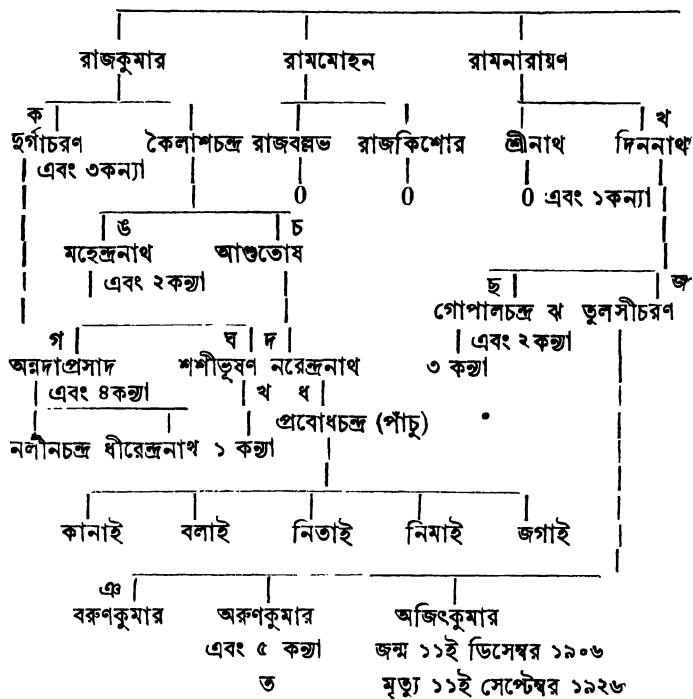 রাজকুমার রামমোহন রামনারায়ণ
ক খ
দুর্গাচরণ কৈলাশচন্দ্র রাজবল্লভ রাজকিশোর শ্রীনাথ দিননাথ
এবং ৩কন্যা
0 0 0 এবং ১কন্যা
ঙ চ
মহেন্দ্রনাথ আশুতোষ
এবং ২কন্যা
ছ জ
গোপালচন্দ্র ঝ তুলসীচরণ
গ ঘ দ এবং ২কন্যা
অন্নদাপ্রসাদ শশীভূষণ নরেন্দ্রনাথ ৩ কন্যা
এবং ৪কন্যা খ ধ
প্রবোধচন্দ্র (পাঁচু)
নলীনচন্দ্র ধীরেন্দ্রনাথ ১ কন্যা
কানাই বলাই নিতাই নিমাই জগাই
ঞ
বরুণকুমার অরুণকুমার অজিৎকুমার
এবং ৫ কন্যা জন্ম ১১ই ডিসেম্বর ১৯০৬
ত মৃত্যু ১১ই সেপ্টেম্বর ১৯২৬